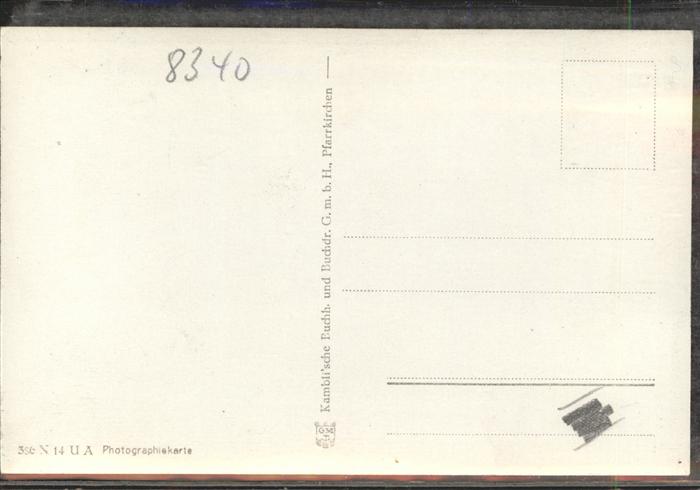 8340
Kambli'sche Buchh. und Buchdr. G. m. b. H., Pfarrkirchen
N 14 U A Photographiekarte